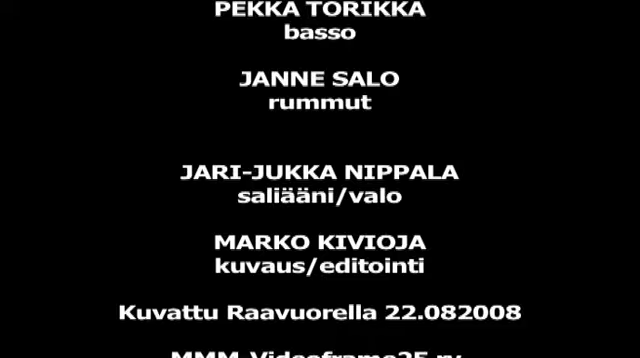 PEKKA TORIKKA
basso
JANNE SALO
rummut
JARI-JUKKA NIPPALA
saliääni/valo
MARKO KIVIOJA
kuvaus/editointi
Kuvattu Raavuorella 22.082008